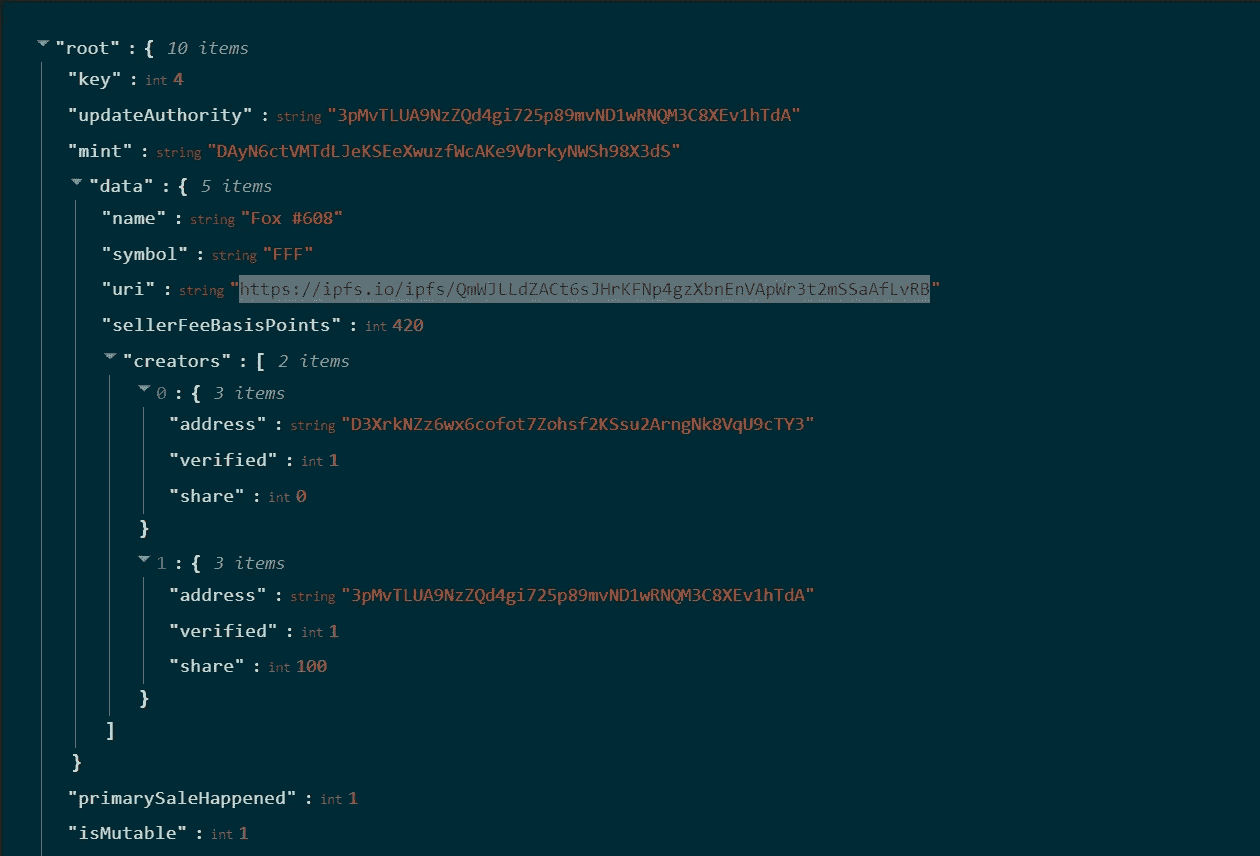 "root" : { 10 items
"key" : int 4
"updateAuthority" : string "3pMvTLUA9NzZQd4gi725p89mvND1wRNQM3C8XEv1hTdA"
"mint" : string "DAyN6ctVMTdLJeKSEeXwuzfWcAKe9VbrkyNWSh98X3dS"
"data" : { 5 items
"name" : string "Fox #608"
"symbol" : string "FFF"
"uri" : string "https://ipfs.io/ipfs/QmWJLLdZACt6sJHrKFNp4gzXbnEnVApWr3t2mSSaAfLvRB"
"sellerFeeBasisPoints" : int 420
"creators" : [ 2 items
0 : { 3 items
"address" : string "D3XrkNZz6wx6cofot7Zohsf2KSsu2ArngNk8VqU9cTY3"
"verified" : int 1
"share" : int 0
}
1 : { 3 items
"address" : string "3pMvTLUA9NzZQd4gi725p89mvND1wRNQM3C8XEv1hTdA"
"verified" : int 1
"share" : int 100
}
]
}
"primarySaleHappened" : int 1
"isMutable" : int 1